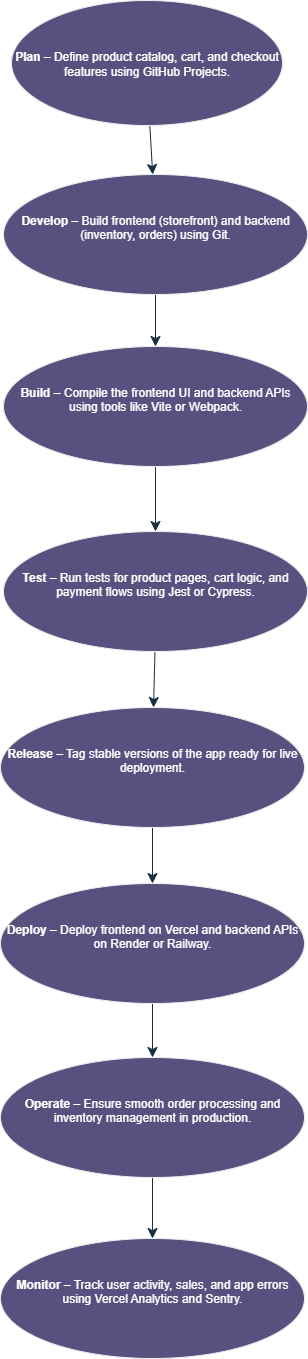 Plan – Define product catalog, cart, and checkout
features using GitHub Projects.
Develop – Build frontend (storefront) and backend
(inventory, orders) using Git.
Build – Compile the frontend UI and backend APIs
using tools like Vite or Webpack.
Test – Run tests for product pages, cart logic, and
payment flows using Jest or Cypress.
Release – Tag stable versions of the app ready for live
deployment.
Deploy – Deploy frontend on Vercel and backend APIs
on Render or Railway.
Operate – Ensure smooth order processing and
inventory management in production.
Monitor – Track user activity, sales, and app errors
using Vercel Analytics and Sentry.